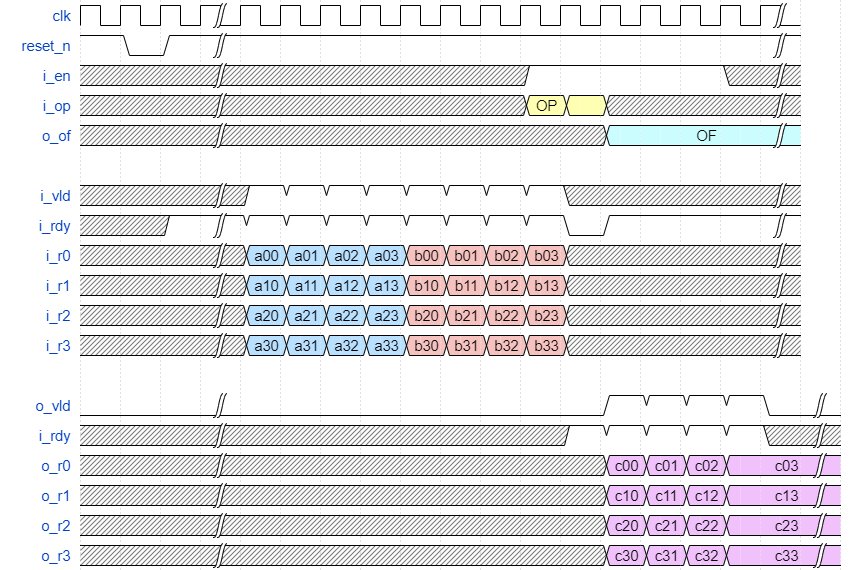 clk
reset_n
i_en
i_op OP
o_of OF
i_vld
i_rdy
i_r0 a00 a01 a02 a03 b00 b01 b02 b03
i_r1 a10 a11 a12 a13 b10 b11 b12 b13
i_r2 a20 a21 a22 a23 b20 b21 b22 b23
i_r3 a30 a31 a32 a33 b30 b31 b32 b33
o_vld
i_rdy
o_r0 c00 c01 c02 c03
o_r1 c10 c11 c12 c13
o_r2 c20 c21 c22 c23
o_r3 c30 c31 c32 c33